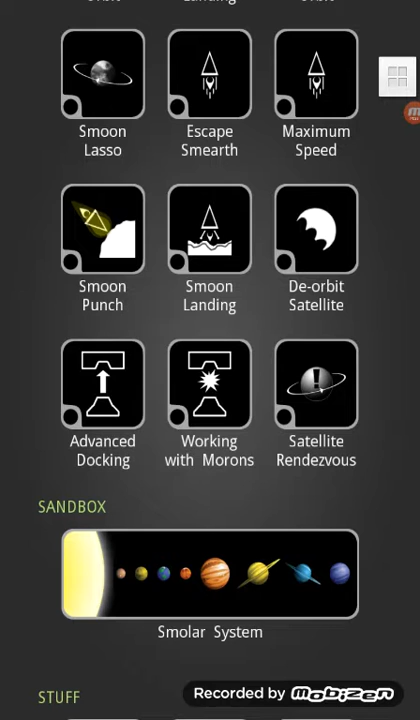 Landing
Smoon
Lasso
Escape
Smearth
Maximum
Speed
Smoon
Punch
Smoon
Landing
De-orbit
Satellite
Advanced
Docking
Working
with Morons
Satellite
Rendezvous
SANDBOX
Smolar System
STUFF
Recorded by mobizen